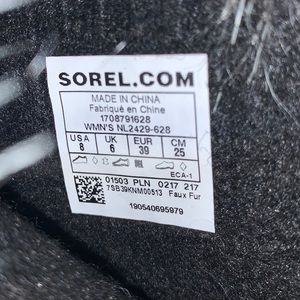 SOREL.COM
MADE IN CHINA
Fabriqué en Chine
1708791628
WMN'S NL2429-628
USA UK EUR CM
8 6 39 25
ECA-1
01503 PLN 0217 217
7SB39KNM00513 Faux Fur
190540695979